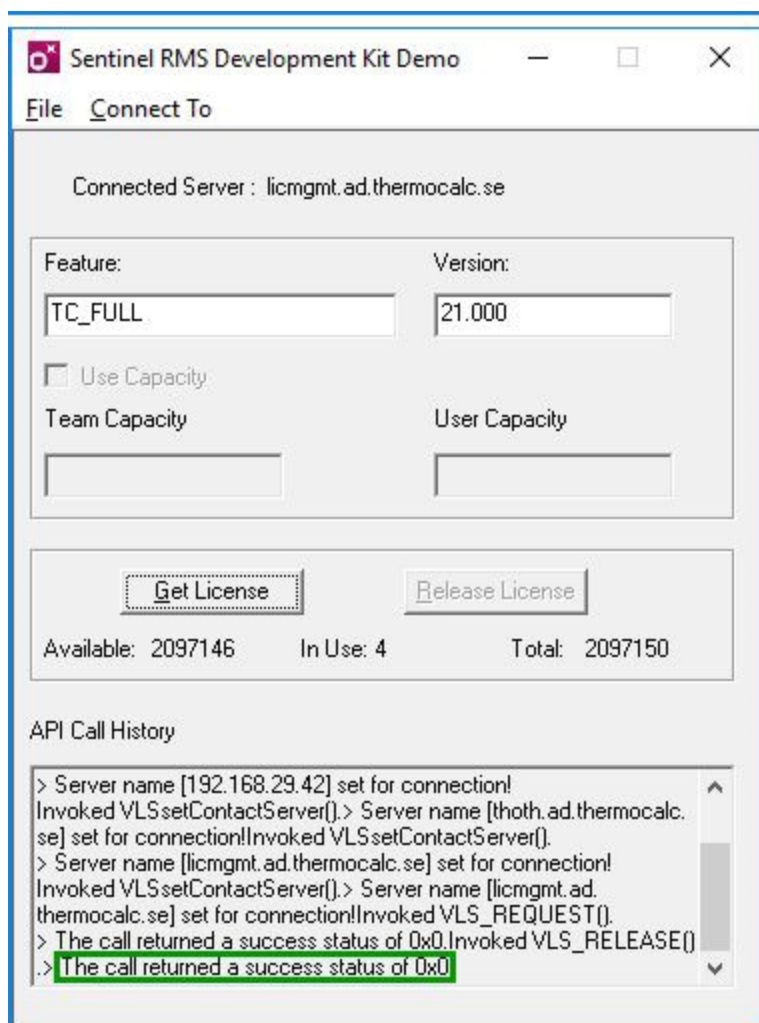 Sentinel RMS Development Kit Demo
File Connect To
Connected Server : licmgmt.ad.thermocalc.se
Feature: Version:
TC_FULL 21.000
Use Capacity
Team Capacity User Capacity
Get License Release License
Available: 2097146 In Use: 4 Total: 2097150
API Call History
> Server name [192.168.29.42] set for connection!
Invoked VLSsetContactServer().> Server name [thoth.ad.thermocalc.
se] set for connection!Invoked VLSsetContactServer().
> Server name [licmgmt.ad.thermocalc.se] set for connection!
Invoked VLSsetContactServer().> Server name [licmgmt.ad.
thermocalc.se] set for connection!Invoked VLS_REQUEST().
> The call returned a success status of 0x0.Invoked VLS_RELEASE()
.> The call returned a success status of 0x0